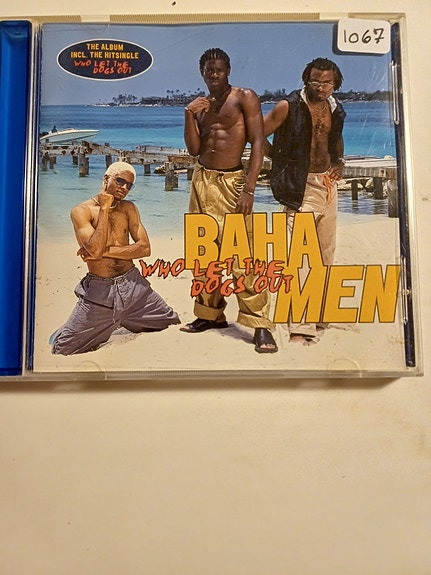 THE ALBUM
INCL. THE HITSINGLE
WHO LET THE
DOGS OUT
1067
BAHA
MEN
WHO LET THE
DOGS OUT